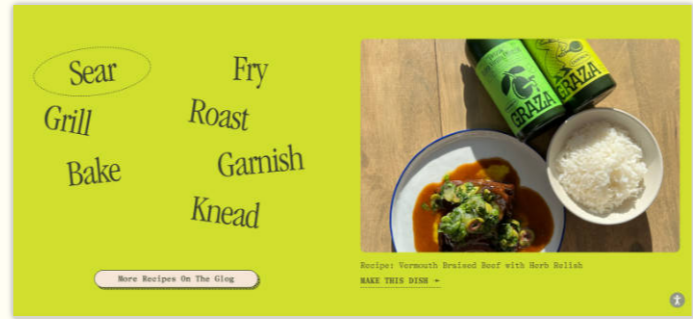 Sear
Fry
Grill
Roast
Bake
Garnish
Knead
More Recipes On The Glog
GRAZA
GRAZA
Recipe: Vermouth Braised Beef with Herb Relish
MAKE THIS DISH